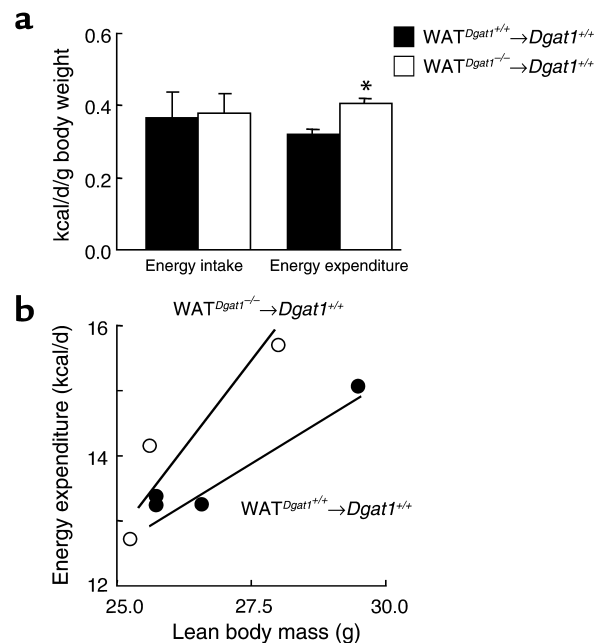 a
kcal/d/g body weight
0.6
0.4
0.2
0.0
*
Energy intake
Energy expenditure
WAT^Dgat1+/+→Dgat1^+/+
WAT^Dgat1−/−→Dgat1^+/+
b
Energy expenditure (kcal/d)
16
14
12
WAT^Dgat1−/−→Dgat1^+/+
WAT^Dgat1+/+→Dgat1^+/+
25.0
27.5
30.0
Lean body mass (g)